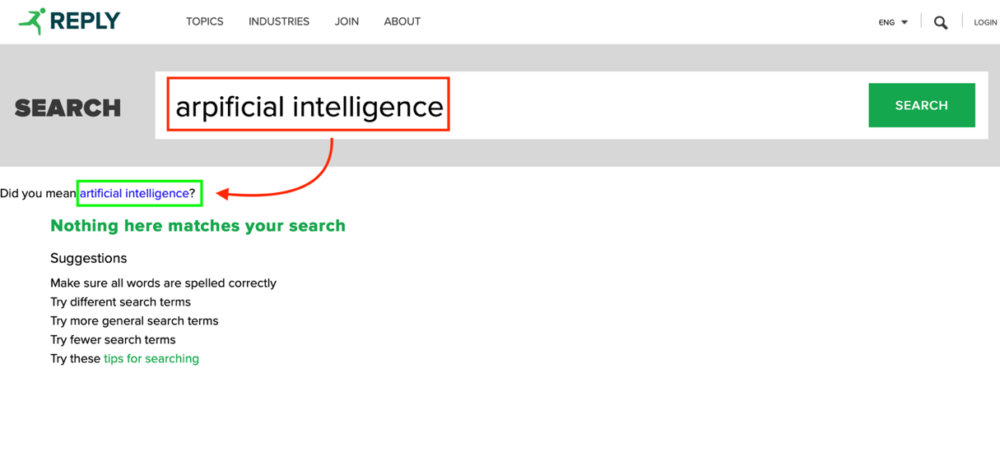 REPLY TOPICS INDUSTRIES JOIN ABOUT ENG LOGIN
SEARCH arpificial intelligence SEARCH
Did you mean artificial intelligence?
Nothing here matches your search
Suggestions
Make sure all words are spelled correctly
Try different search terms
Try more general search terms
Try fewer search terms
Try these tips for searching